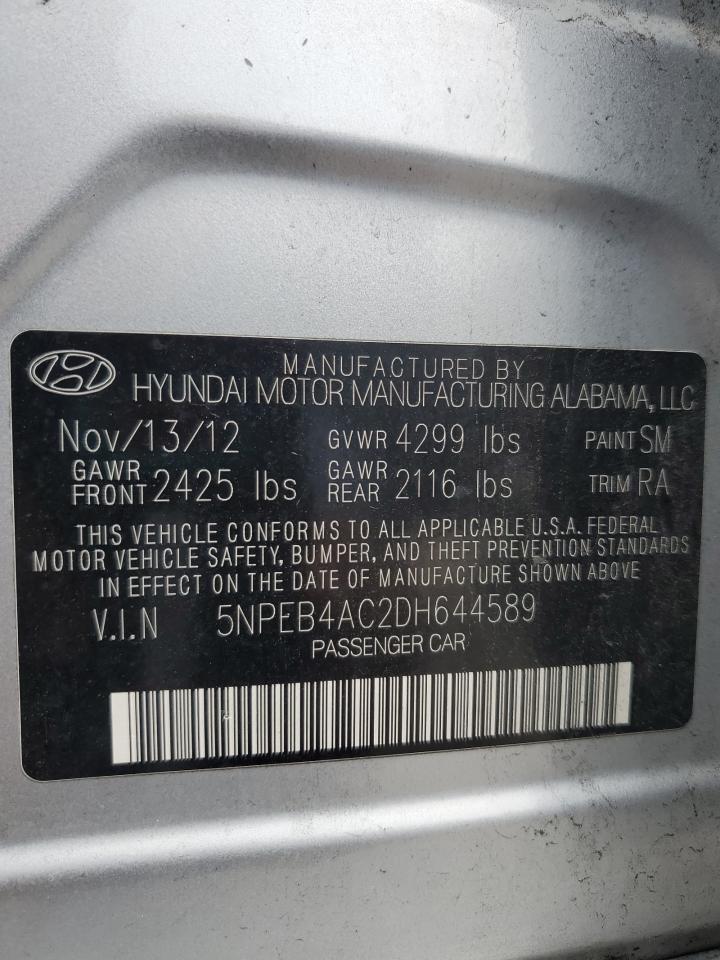 MANUFACTURED BY
HYUNDAI MOTOR MANUFACTURING ALABAMA, LLC
Nov/13/12 GVWR 4299 lbs PAINT SM
GAWR FRONT 2425 lbs GAWR REAR 2116 lbs TRIM RA
THIS VEHICLE CONFORMS TO ALL APPLICABLE U.S.A. FEDERAL
MOTOR VEHICLE SAFETY, BUMPER, AND THEFT PREVENTION STANDARDS
IN EFFECT ON THE DATE OF MANUFACTURE SHOWN ABOVE
V.I.N 5NPEB4AC2DH644589
PASSENGER CAR